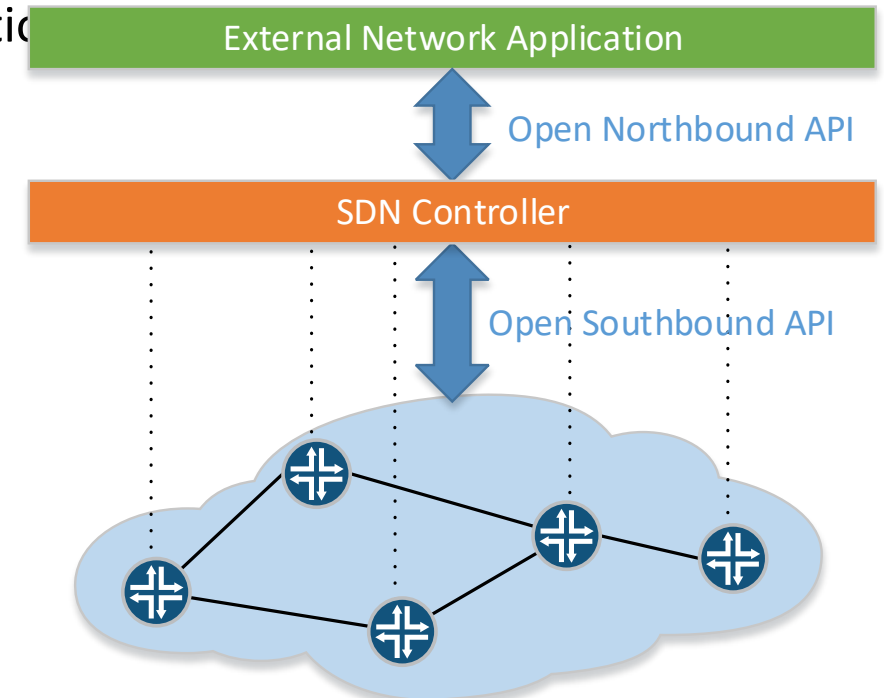 External Network Application
Open Northbound API
SDN Controller
Open Southbound API